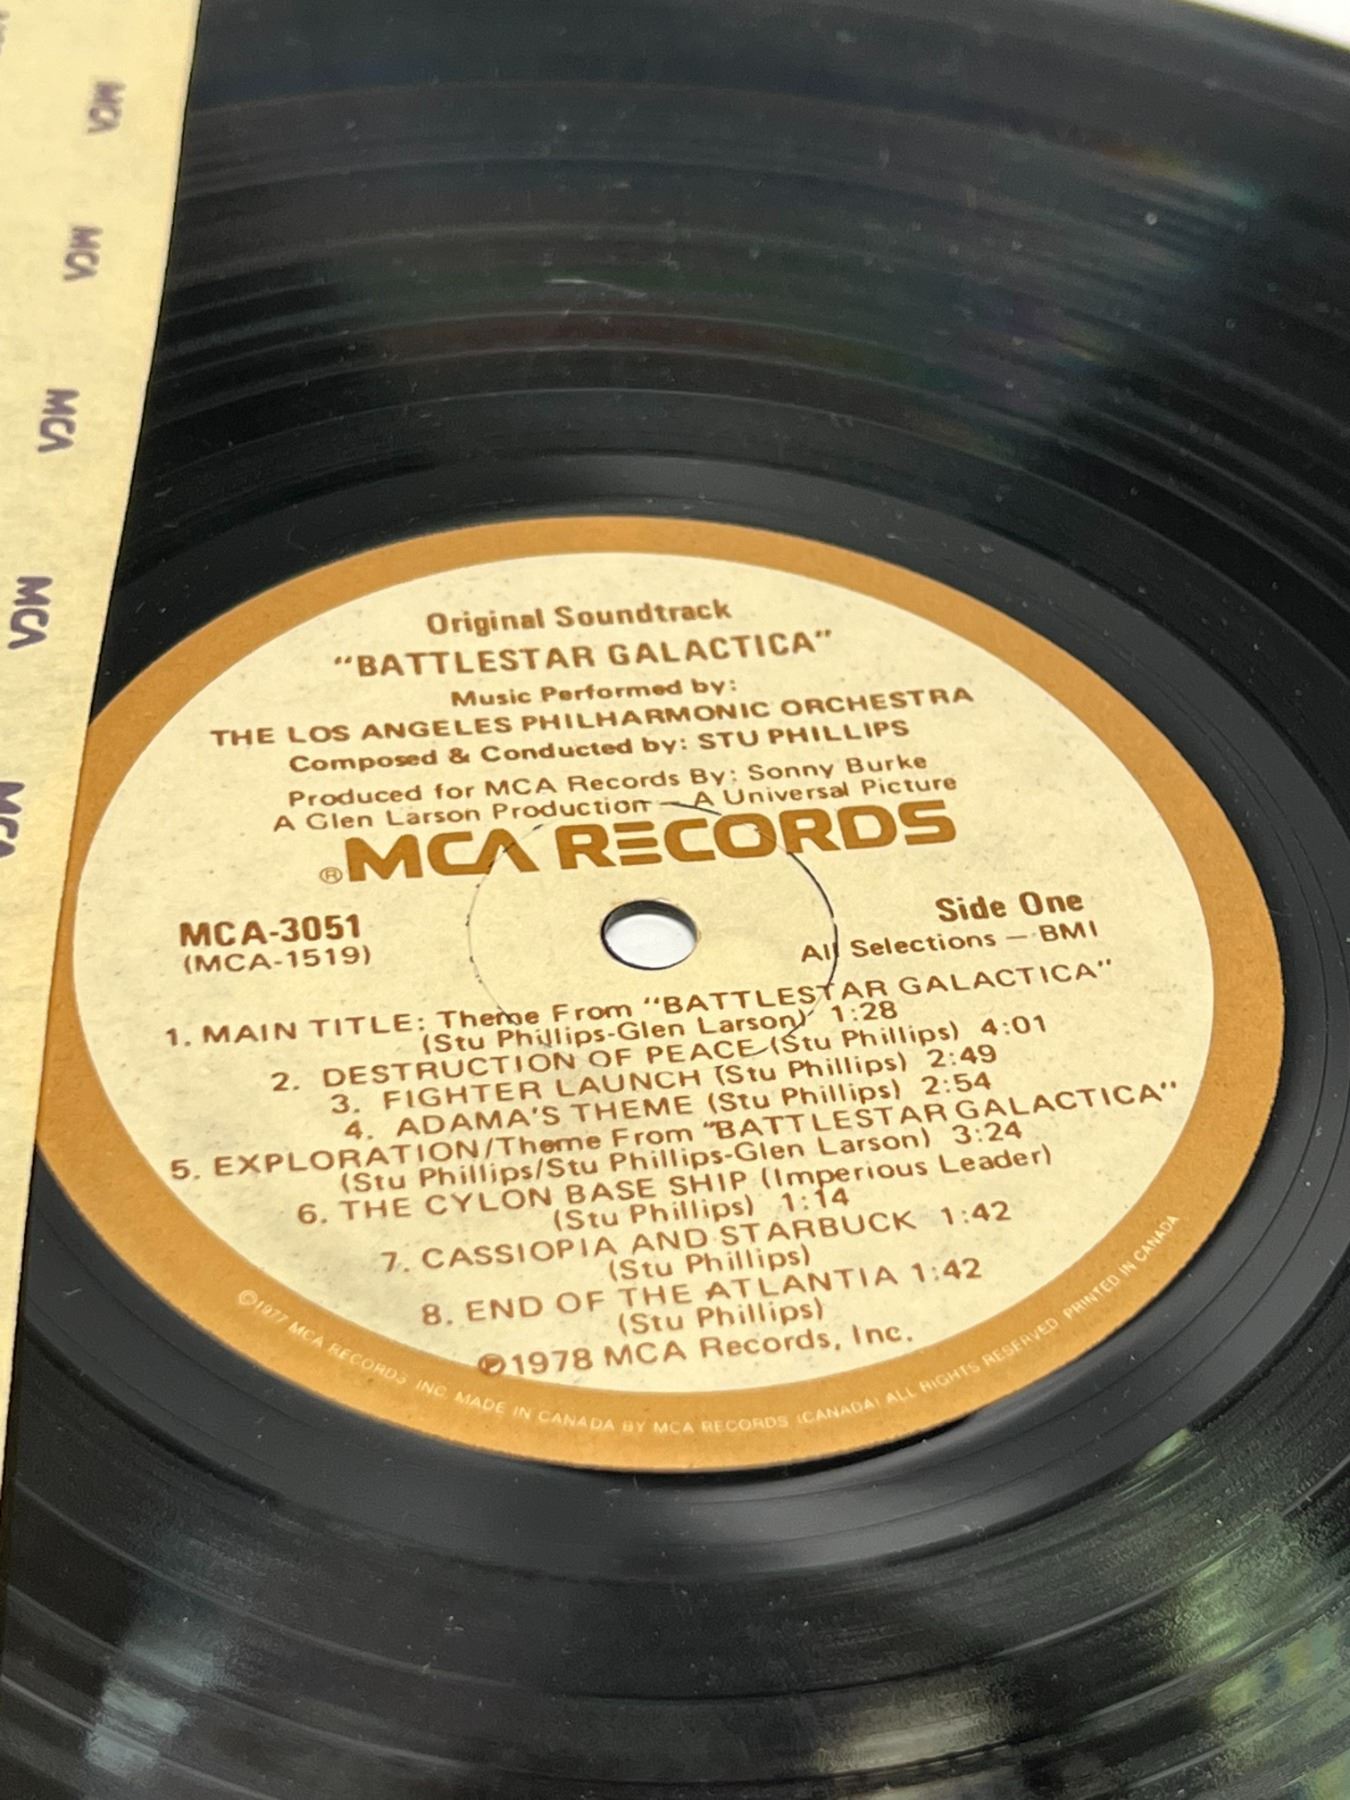 MCA
MCA
MCA
MCA
MCA
Original Soundtrack
"BATTLESTAR GALACTICA"
Music Performed by:
THE LOS ANGELES PHILHARMONIC ORCHESTRA
Composed & Conducted by: STU PHILLIPS
Produced for MCA Records By: Sonny Burke
A Glen Larson Production — A Universal Picture
®MCA RECORDS
MCA-3051
(MCA-1519)
Side One
All Selections — BMI
1. MAIN TITLE: Theme From "BATTLESTAR GALACTICA"
(Stu Phillips-Glen Larson) 1:28
2. DESTRUCTION OF PEACE (Stu Phillips) 4:01
3. FIGHTER LAUNCH (Stu Phillips) 2:49
4. ADAMA'S THEME (Stu Phillips) 2:54
5. EXPLORATION/Theme From "BATTLESTAR GALACTICA"
(Stu Phillips/Stu Phillips-Glen Larson) 3:24
6. THE CYLON BASE SHIP (Imperious Leader)
(Stu Phillips) 1:14
7. CASSIOPIA AND STARBUCK 1:42
(Stu Phillips)
8. END OF THE ATLANTIA 1:42
(Stu Phillips)
℗1978 MCA Records, Inc.
©1977 MCA RECORDS INC. MADE IN CANADA BY MCA RECORDS (CANADA) ALL RIGHTS RESERVED PRINTED IN CANADA